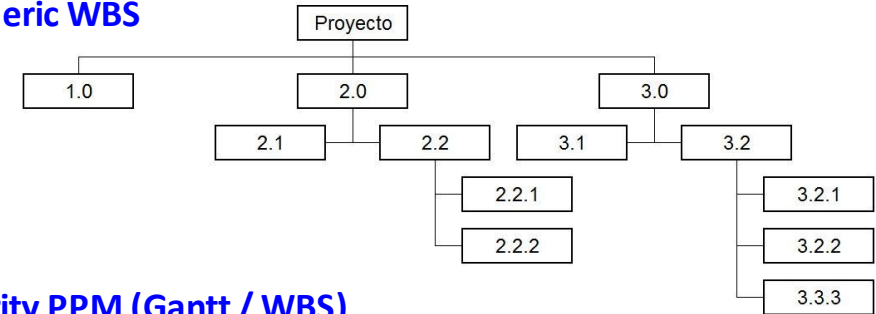 eric WBS
Proyecto
1.0 2.0 3.0
2.1 2.2 3.1 3.2
2.2.1 3.2.1
2.2.2 3.2.2
3.3.3
rity PPM (Gantt / WBS)